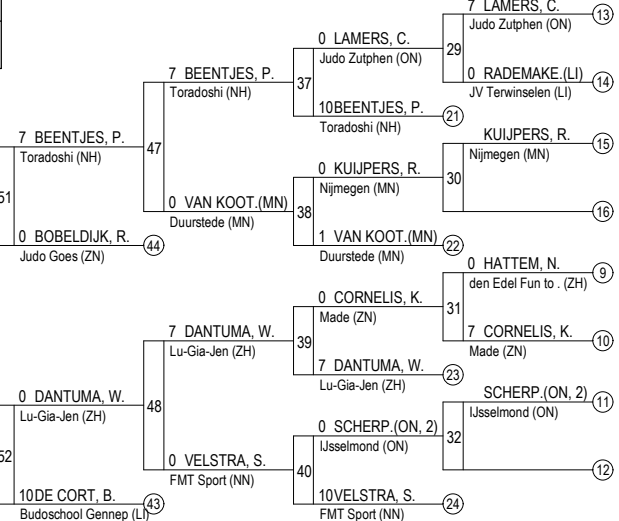 7 LAMERS, C.
13
Judo Zutphen (ON)
0 LAMERS, C.
29
Judo Zutphen (ON)
7 BEENTJES, P.
37
0 RADEMAKE.(LI)
14
Toradoshi (NH)
JV Terwinselen (LI)
10 BEENTJES, P.
21
Toradoshi (NH)
7 BEENTJES, P.
47
KUIJPERS, R.
15
Toradoshi (NH)
Nijmegen (MN)
0 KUIJPERS, R.
30
Nijmegen (MN)
51
0 VAN KOOT.(MN)
38
16
Duurstede (MN)
0 BOBELDIJK, R.
44
1 VAN KOOT.(MN)
22
Judo Goes (ZN)
Duurstede (MN)
0 HATTEM, N.
9
den Edel Fun to . (ZH)
0 CORNELIS, K.
31
Made (ZN)
7 DANTUMA, W.
39
7 CORNELIS, K.
10
Lu-Gia-Jen (ZH)
Made (ZN)
7 DANTUMA, W.
23
Lu-Gia-Jen (ZH)
0 DANTUMA, W.
48
SCHERP.(ON, 2)
11
Lu-Gia-Jen (ZH)
IJsselmond (ON)
0 SCHERP.(ON, 2)
32
IJsselmond (ON)
52
0 VELSTRA, S.
40
12
FMT Sport (NN)
10 DE CORT, B.
43
10 VELSTRA, S.
24
Budoschool Gennep (LI)
FMT Sport (NN)